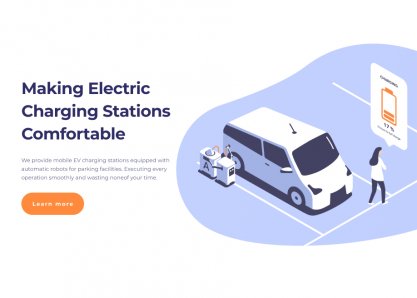 Making Electric
Charging Stations
Comfortable
We provide mobile EV charging stations equipped with
automatic robots for parking facilities. Executing every
operation smoothly and wasting noneof your time.
Learn more
CHARGING
17 %